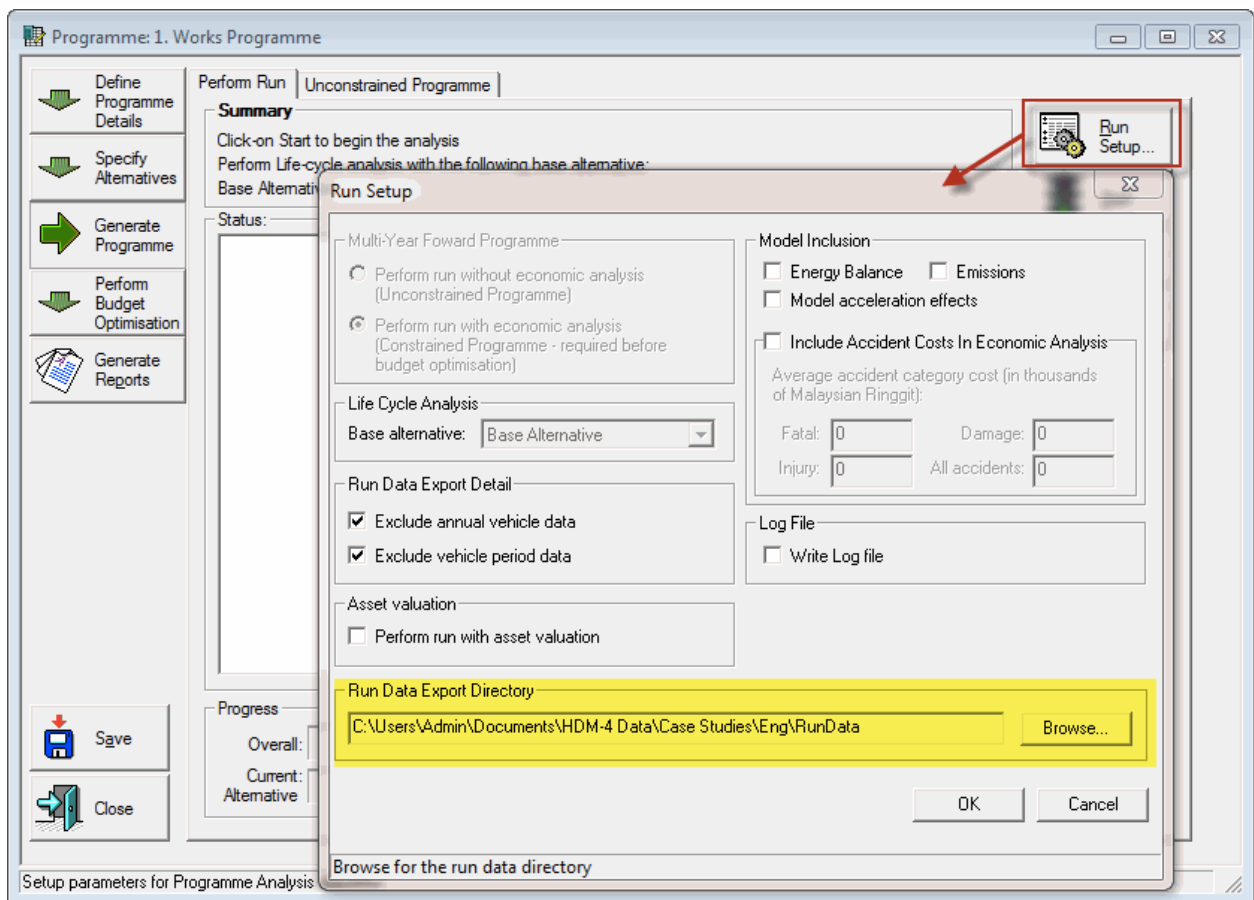 Programme: 1. Works Programme
Define
Programme
Details
Specify
Alternatives
Generate
Programme
Perform
Budget
Optimisation
Generate
Reports
Save
Close
Perform Run
Unconstrained Programme
Summary
Click-on Start to begin the analysis
Perform Life-cycle analysis with the following base alternative:
Base Alternativ
Run
Setup...
Status:
Progress
Overall:
Current:
Alternative
Setup parameters for Programme Analysis
Run Setup
Multi-Year Foward Programme
Perform run without economic analysis
(Unconstrained Programme)
Perform run with economic analysis
(Constrained Programme - required before
budget optimisation)
Life Cycle Analysis
Base alternative: Base Alternative
Run Data Export Detail
Exclude annual vehicle data
Exclude vehicle period data
Asset valuation
Perform run with asset valuation
Model Inclusion
Energy Balance Emissions
Model acceleration effects
Include Accident Costs In Economic Analysis
Average accident category cost (in thousands
of Malaysian Ringgit):
Fatal: 0 Damage: 0
Injury: 0 All accidents: 0
Log File
Write Log file
Run Data Export Directory
C:\Users\Admin\Documents\HDM-4 Data\Case Studies\Eng\RunData Browse...
OK Cancel
Browse for the run data directory